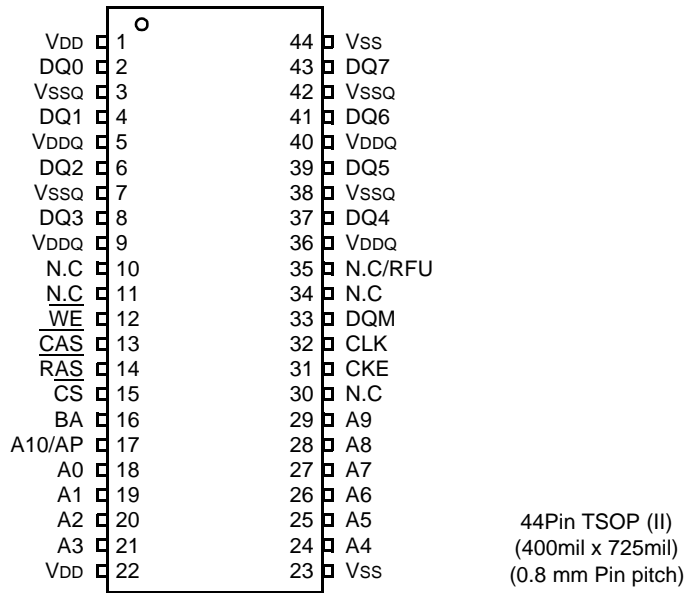 VDD 1 44 VSS
DQ0 2 43 DQ7
VSSQ 3 42 VSSQ
DQ1 4 41 DQ6
VDDQ 5 40 VDDQ
DQ2 6 39 DQ5
VSSQ 7 38 VSSQ
DQ3 8 37 DQ4
VDDQ 9 36 VDDQ
N.C 10 35 N.C/RFU
N.C 11 34 N.C
WE 12 33 DQM
CAS 13 32 CLK
RAS 14 31 CKE
CS 15 30 N.C
BA 16 29 A9
A10/AP 17 28 A8
A0 18 27 A7
A1 19 26 A6
A2 20 25 A5
A3 21 24 A4
VDD 22 23 VSS
44Pin TSOP (II)
(400mil x 725mil)
(0.8 mm Pin pitch)